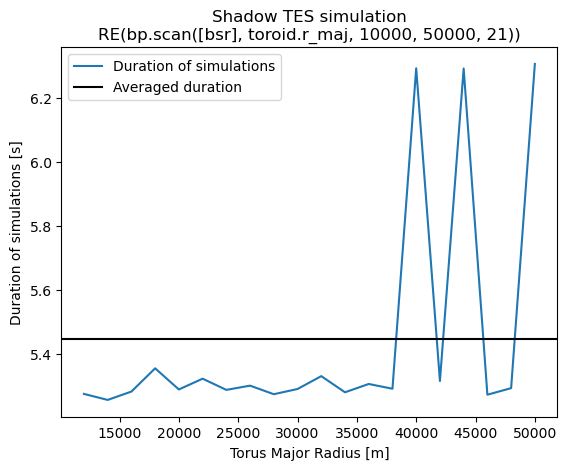 Shadow TES simulation
RE(bp.scan([bsr], toroid.r_maj, 10000, 50000, 21))
Duration of simulations
Averaged duration
6.2
6.0
5.8
5.6
5.4
Duration of simulations [s]
15000 20000 25000 30000 35000 40000 45000 50000
Torus Major Radius [m]